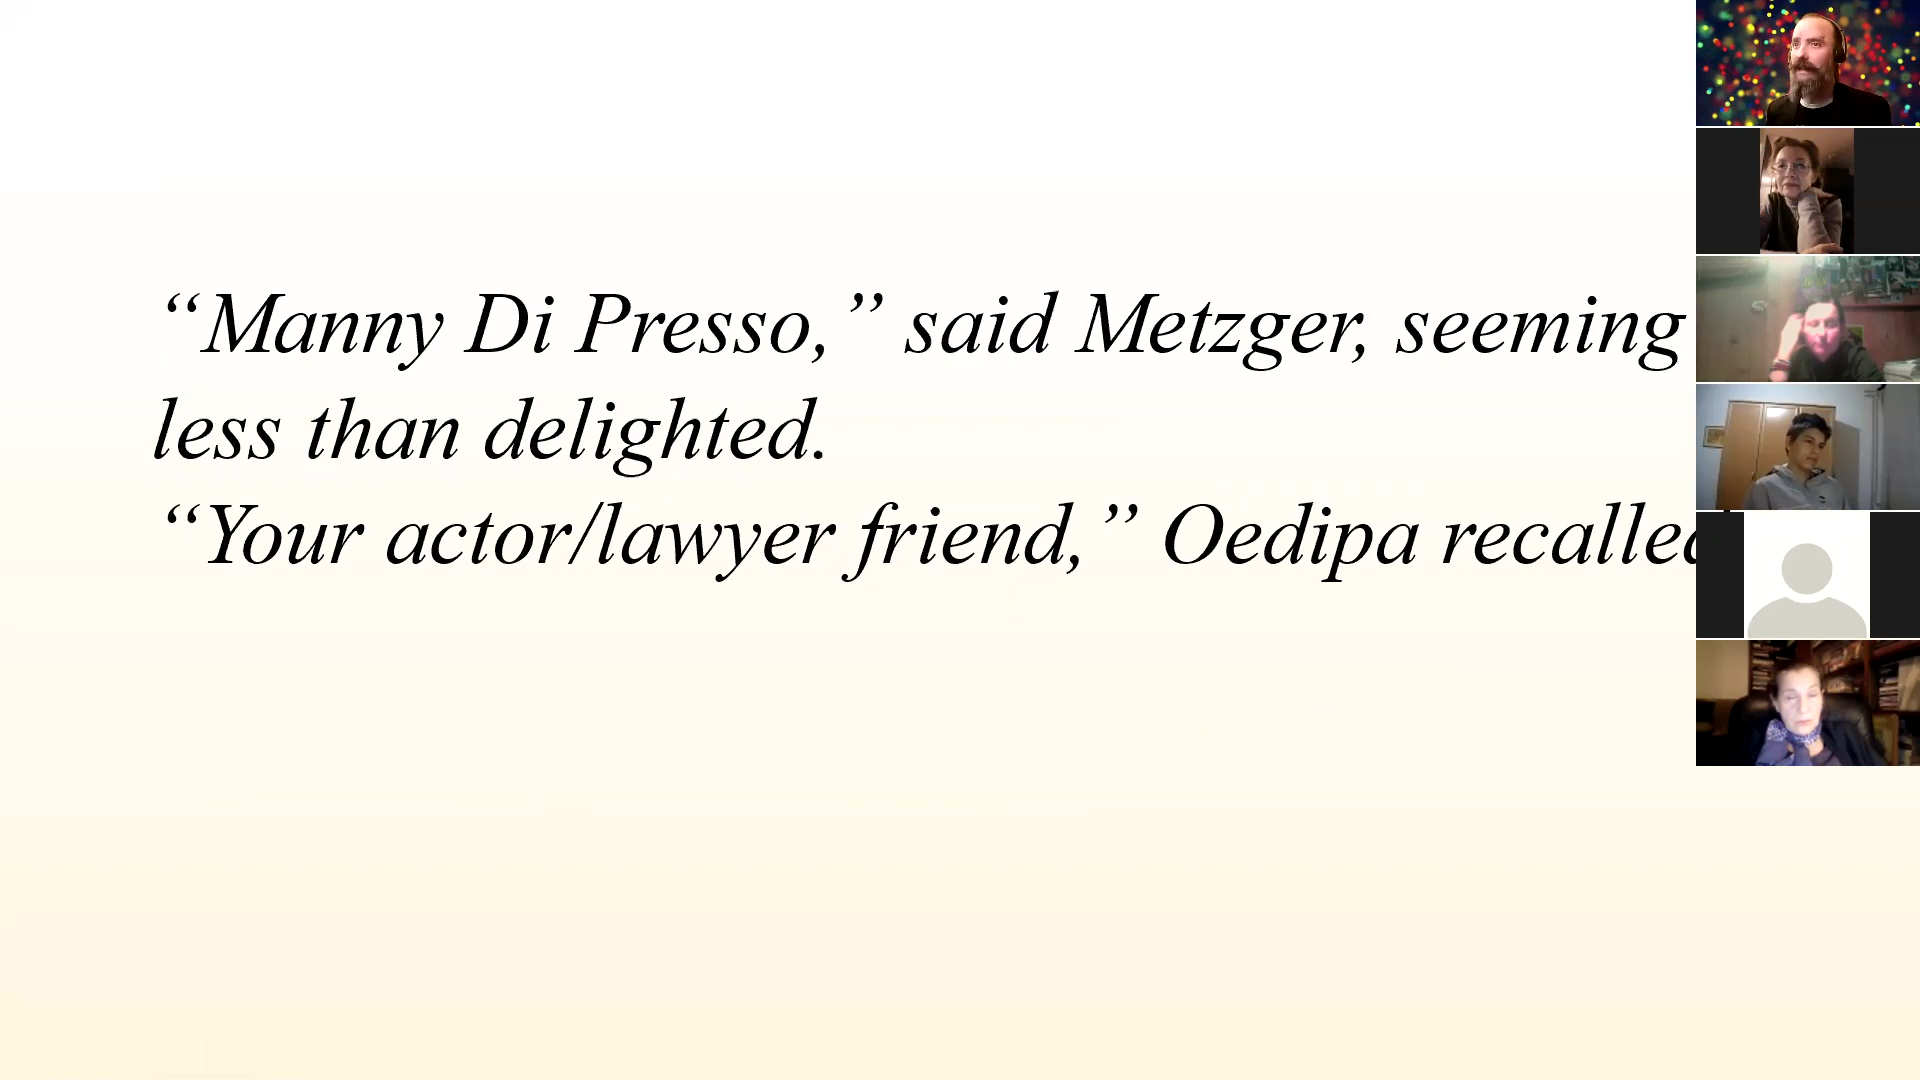 “Manny Di Presso,” said Metzger, seeming
less than delighted.
“Your actor/lawyer friend,” Oedipa recalled